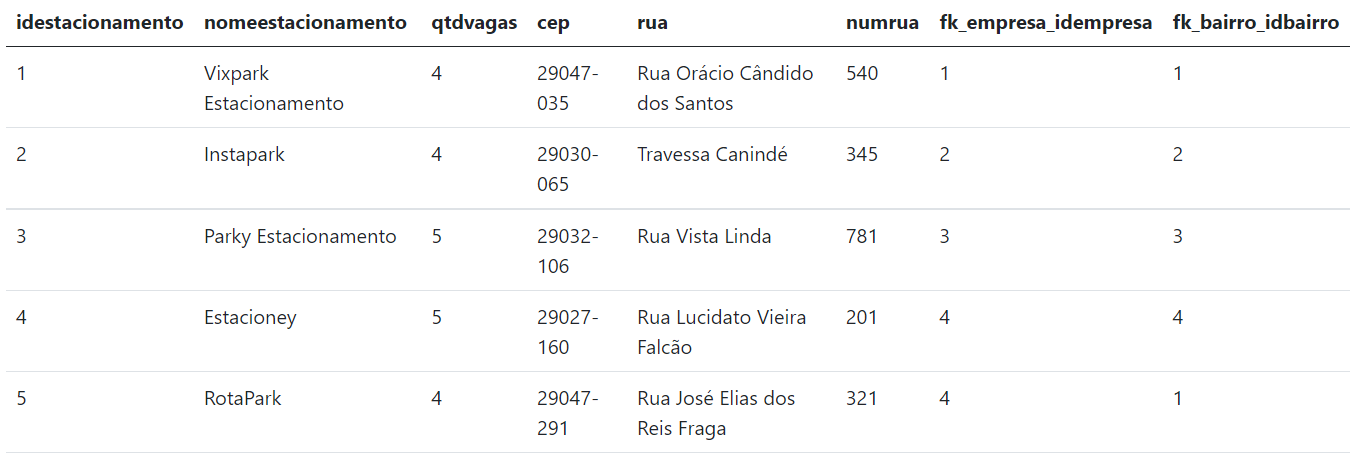 idestacionamento nomeestacionamento qtdvagas cep rua numrua fk_empresa_idempresa fk_bairro_idbairro
1 Vixpark 4 29047- Rua Orácio Cândido 540 1 1
Estacionamento 035 dos Santos
2 Instapark 4 29030- Travessa Canindé 345 2 2
065
3 Parky Estacionamento 5 29032- Rua Vista Linda 781 3 3
106
4 Estacioney 5 29027- Rua Lucidato Vieira 201 4 4
160 Falcão
5 RotaPark 4 29047- Rua José Elias dos 321 4 1
291 Reis Fraga